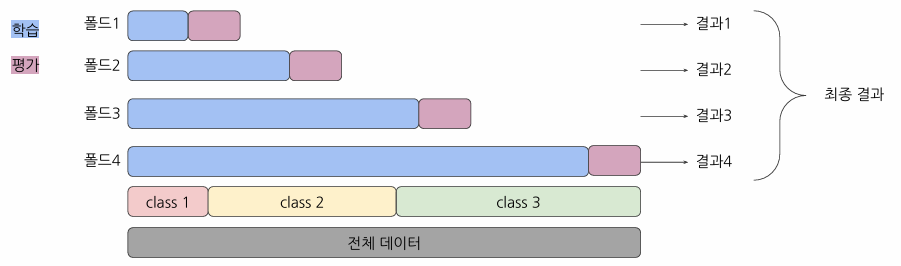 학습
평가
폴드1
결과1
폴드2
결과2
폴드3
결과3
폴드4
결과4
최종 결과
class 1
class 2
class 3
전체 데이터